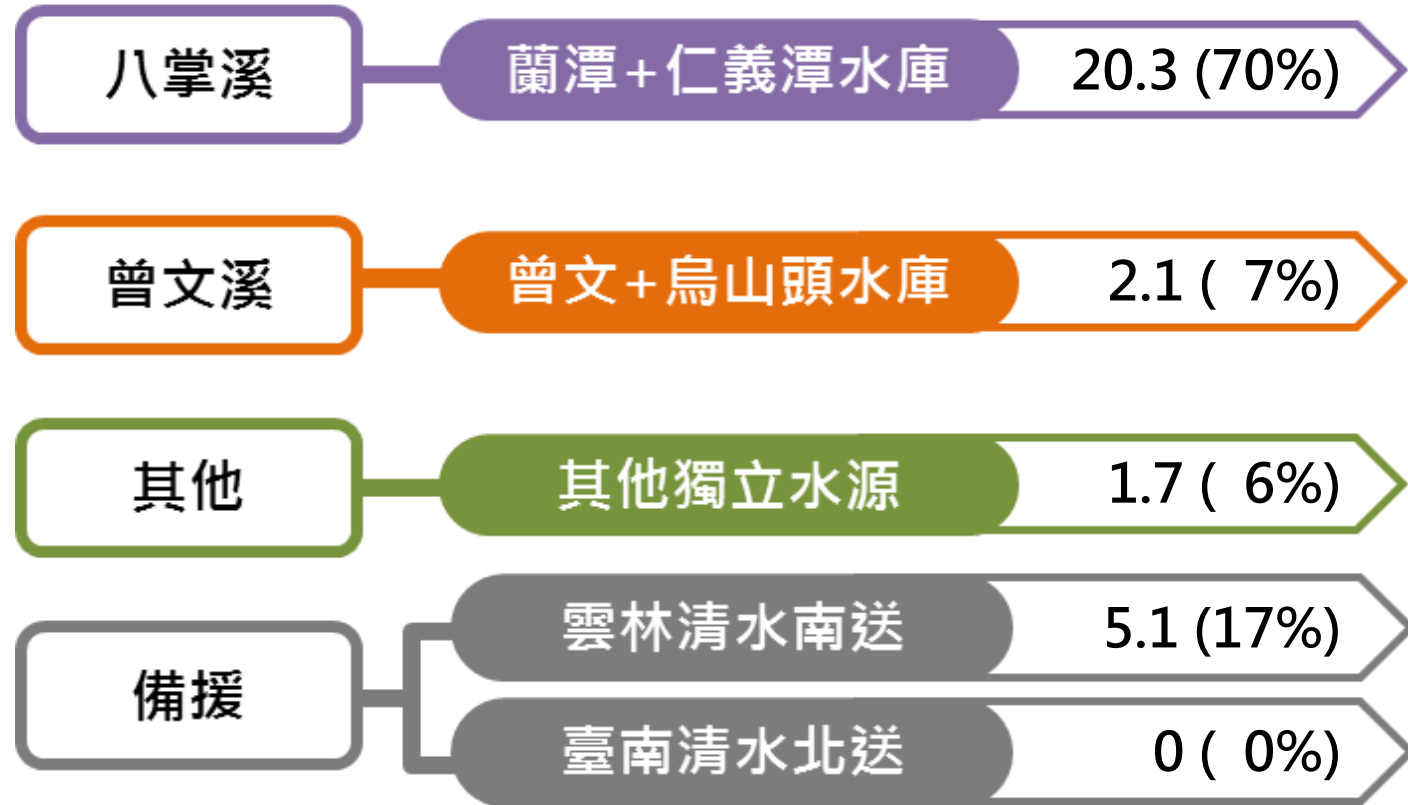 八掌溪 蘭潭+仁義潭水庫 20.3 (70%)
曾文溪 曾文+烏山頭水庫 2.1 ( 7%)
其他 其他獨立水源 1.7 ( 6%)
備援
雲林清水南送 5.1 (17%)
臺南清水北送 0 ( 0%)